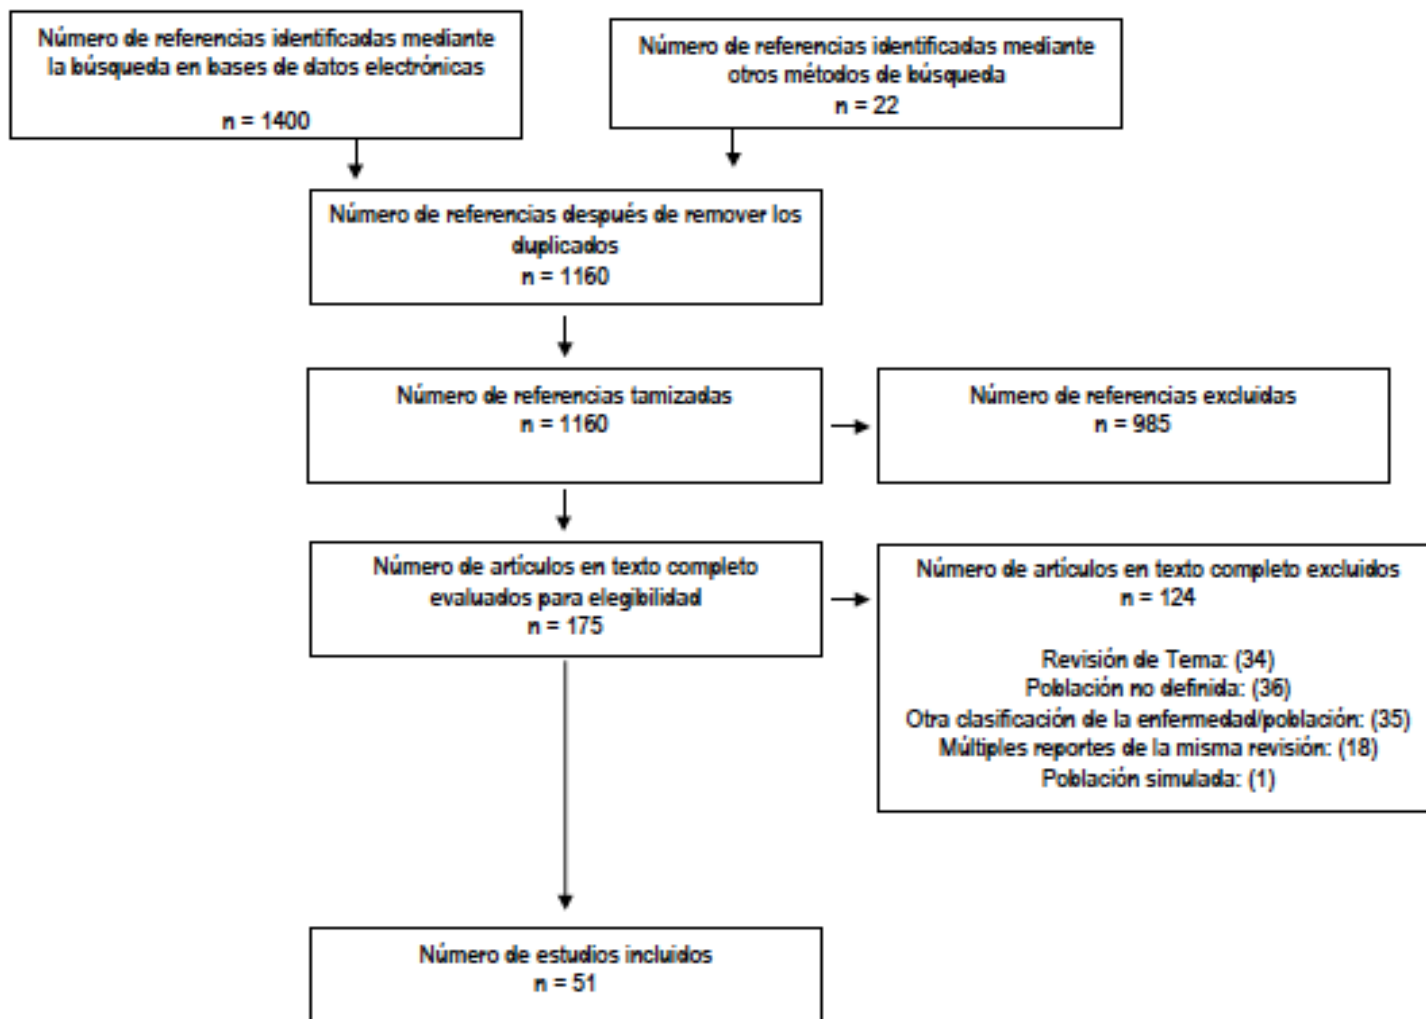 Número de referencias identificadas mediante
la búsqueda en bases de datos electrónicas
n = 1400
Número de referencias identificadas mediante
otros métodos de búsqueda
n = 22
Número de referencias después de remover los
duplicados
n = 1160
Número de referencias tamizadas
n = 1160
Número de referencias excluidas
n = 985
Número de artículos en texto completo
evaluados para elegibilidad
n = 175
Número de artículos en texto completo excluidos
n = 124
Revisión de Tema: (34)
Población no definida: (36)
Otra clasificación de la enfermedad/población: (35)
Múltiples reportes de la misma revisión: (18)
Población simulada: (1)
Número de estudios incluidos
n = 51